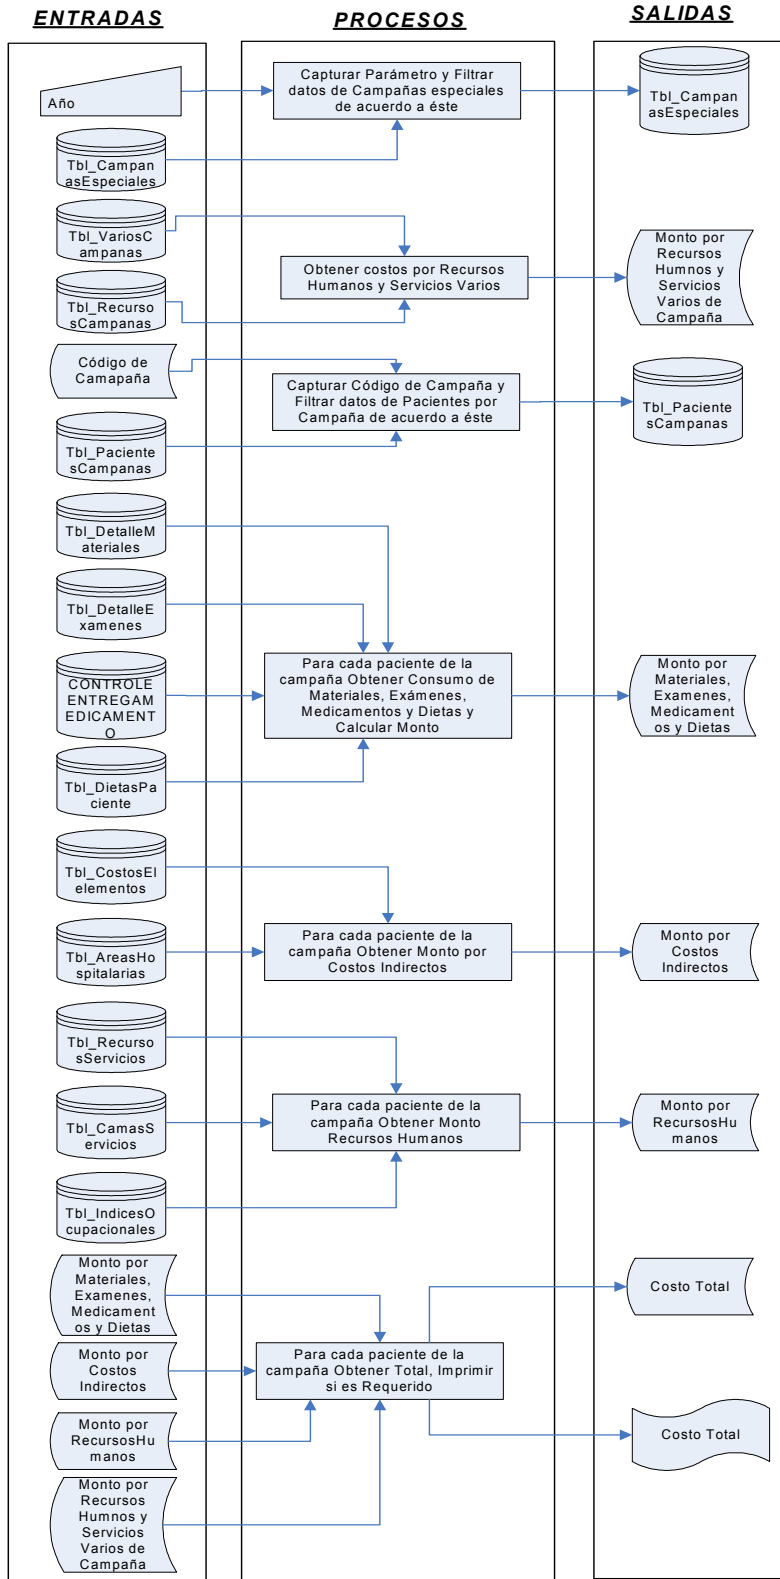 ENTRADAS
PROCESOS
SALIDAS
Año
Capturar Parámetro y Filtrar
datos de Campañas especiales
de acuerdo a éste
Tbl_Campan
asEspeciales
Tbl_Campan
asEspeciales
Tbl_VariosC
ampanas
Tbl_Recurso
sCampanas
Obtener costos por Recursos
Humanos y Servicios Varios
Monto por
Recursos
Humnos y
Servicios
Varios de
Campaña
Código de
Camapaña
Tbl_Paciente
sCampanas
Capturar Código de Campaña y
Filtrar datos de Pacientes por
Campaña de acuerdo a éste
Tbl_Paciente
sCampanas
Tbl_DetalleM
ateriales
Tbl_DetalleE
xamenes
CONTROLE
ENTREGAM
EDICAMENT
O
Tbl_DietasPa
ciente
Para cada paciente de la
campaña Obtener Consumo de
Materiales, Exámenes,
Medicamentos y Dietas y
Calcular Monto
Monto por
Materiales,
Examenes,
Medicament
os y Dietas
Tbl_CostosEl
elementos
Tbl_AreasHo
spitalarias
Para cada paciente de la
campaña Obtener Monto por
Costos Indirectos
Monto por
Costos
Indirectos
Tbl_Recurso
sServicios
Tbl_CamasS
ervicios
Tbl_IndicesO
cupacionales
Para cada paciente de la
campaña Obtener Monto
Recursos Humanos
Monto por
RecursosHu
manos
Monto por
Materiales,
Examenes,
Medicament
os y Dietas
Monto por
Costos
Indirectos
Monto por
RecursosHu
manos
Monto por
Recursos
Humnos y
Servicios
Varios de
Campaña
Para cada paciente de la
campaña Obtener Total, Imprimir
si es Requerido
Costo Total
Costo Total